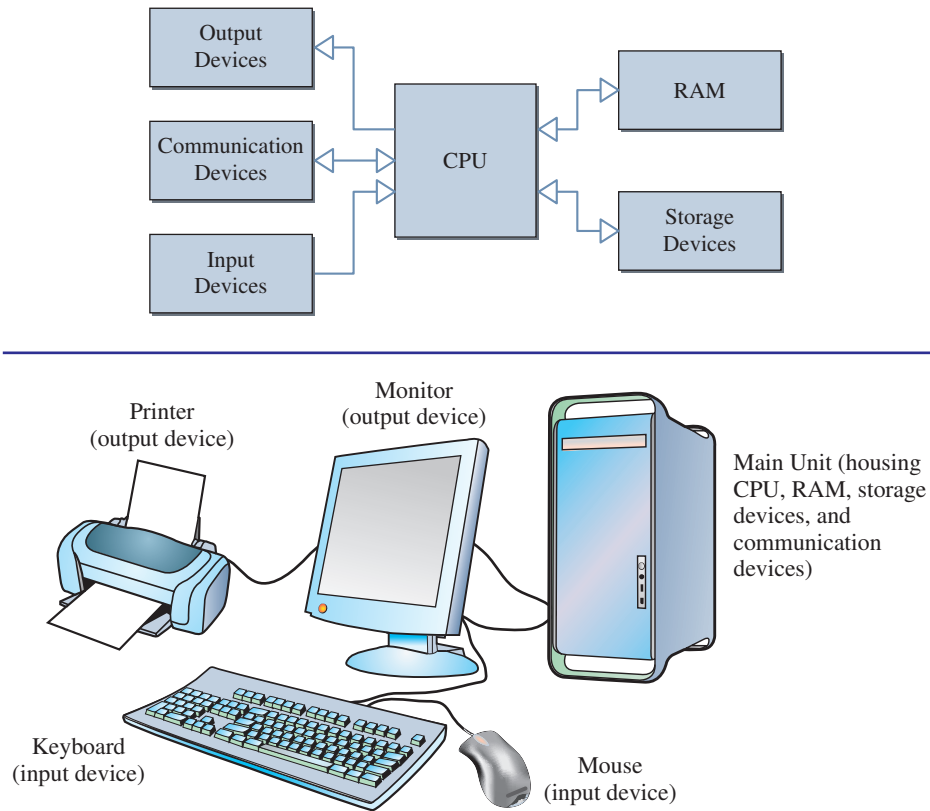 Output
Devices
Communication
Devices
Input
Devices
CPU
RAM
Storage
Devices
Printer
(output device)
Monitor
(output device)
Main Unit (housing
CPU, RAM, storage
devices, and
communication
devices)
Keyboard
(input device)
Mouse
(input device)